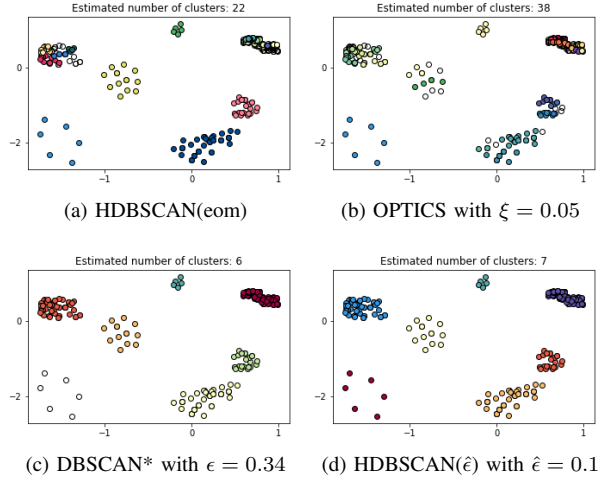 Estimated number of clusters: 22
Estimated number of clusters: 38
0
−2
−1
0
1
0
−2
−1
0
1
(a) HDBSCAN(eom)
(b) OPTICS with ξ = 0.05
Estimated number of clusters: 6
Estimated number of clusters: 7
0
−2
−1
0
1
0
−2
−1
0
1
(c) DBSCAN* with ϵ = 0.34
(d) HDBSCAN(ϵ̂) with ϵ̂ = 0.1